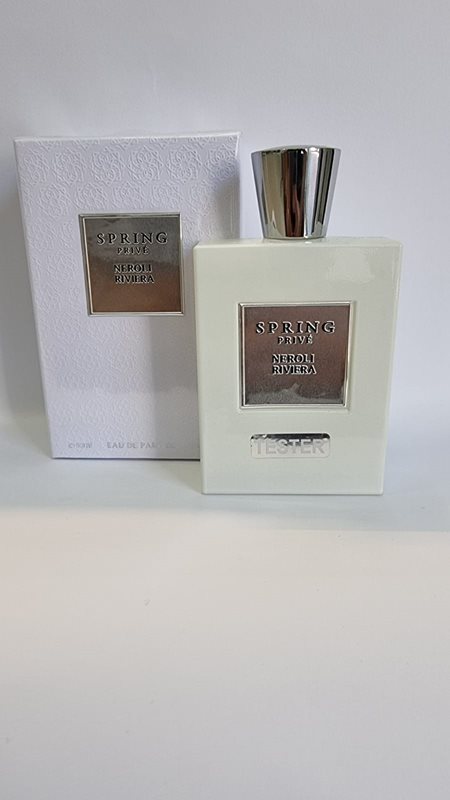 SPRING
PRIVÉ
NEROLI
RIVIERA
EAU DE PARFUM
SPRING
PRIVÉ
NEROLI
RIVIERA
TESTER